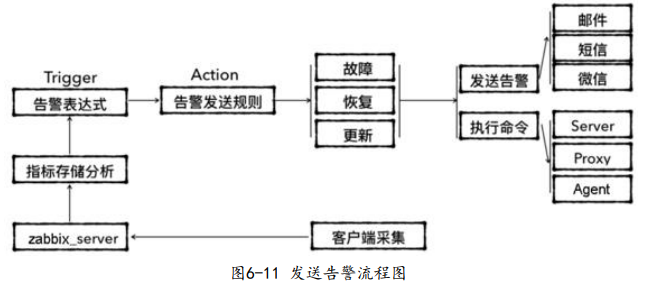 邮件
短信
微信
Trigger
Action
故障
恢复
更新
告警表达式
告警发送规则
发送告警
执行命令
Server
Proxy
Agent
指标存储分析
zabbix_server
客户端采集
图6-11 发送告警流程图